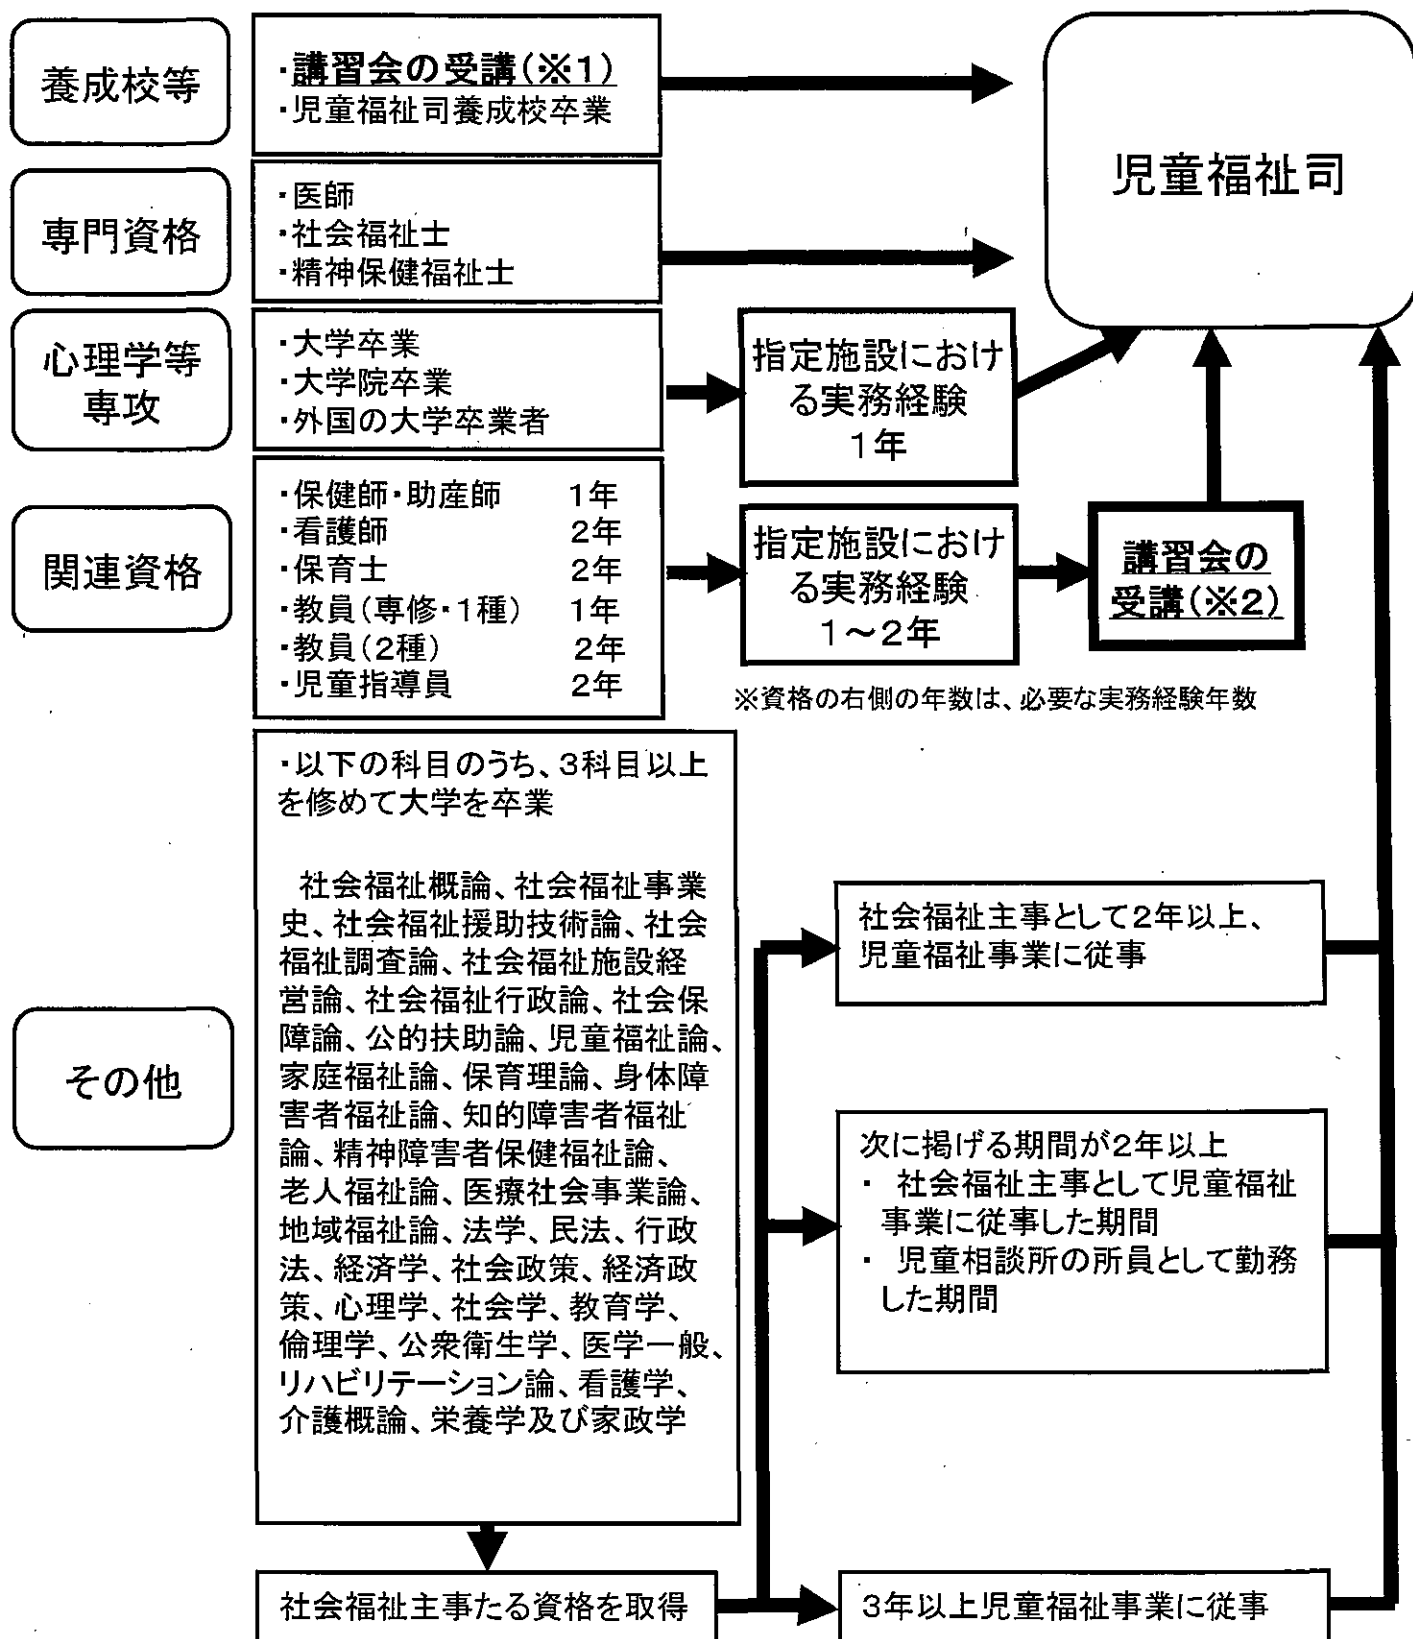 養成校等
・講習会の受講(※1)
・児童福祉司養成校卒業
児童福祉司
専門資格
・医師
・社会福祉士
・精神保健福祉士
心理学等
専攻
・大学卒業
・大学院卒業
・外国の大学卒業者
指定施設におけ
る実務経験
1年
関連資格
・保健師・助産師 1年
・看護師 2年
・保育士 2年
・教員(専修・1種) 1年
・教員(2種) 2年
・児童指導員 2年
指定施設におけ
る実務経験
1～2年
講習会の
受講(※2)
※資格の右側の年数は、必要な実務経験年数
その他
・以下の科目のうち、3科目以上
を修めて大学を卒業
社会福祉概論、社会福祉事業
史、社会福祉援助技術論、社会
福祉調査論、社会福祉施設経
営論、社会福祉行政論、社会保
障論、公的扶助論、児童福祉論、
家庭福祉論、保育理論、身体障
害者福祉論、知的障害者福祉
論、精神障害者保健福祉論、
老人福祉論、医療社会事業論、
地域福祉論、法学、民法、行政
法、経済学、社会政策、経済政
策、心理学、社会学、教育学、
倫理学、公衆衛生学、医学一般、
リハビリテーション論、看護学、
介護概論、栄養学及び家政学
社会福祉主事たる資格を取得
社会福祉主事として2年以上、
児童福祉事業に従事
次に掲げる期間が2年以上
・ 社会福祉主事として児童福祉
事業に従事した期間
・ 児童相談所の所員として勤務
した期間
3年以上児童福祉事業に従事